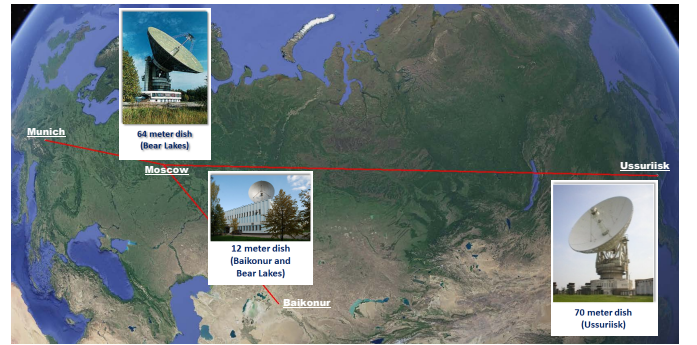 Munich
64 meter dish
(Bear Lakes)
Moscow
Ussuriisk
12 meter dish
(Baikonur and
Bear Lakes)
Baikonur
70 meter dish
(Ussuriisk)